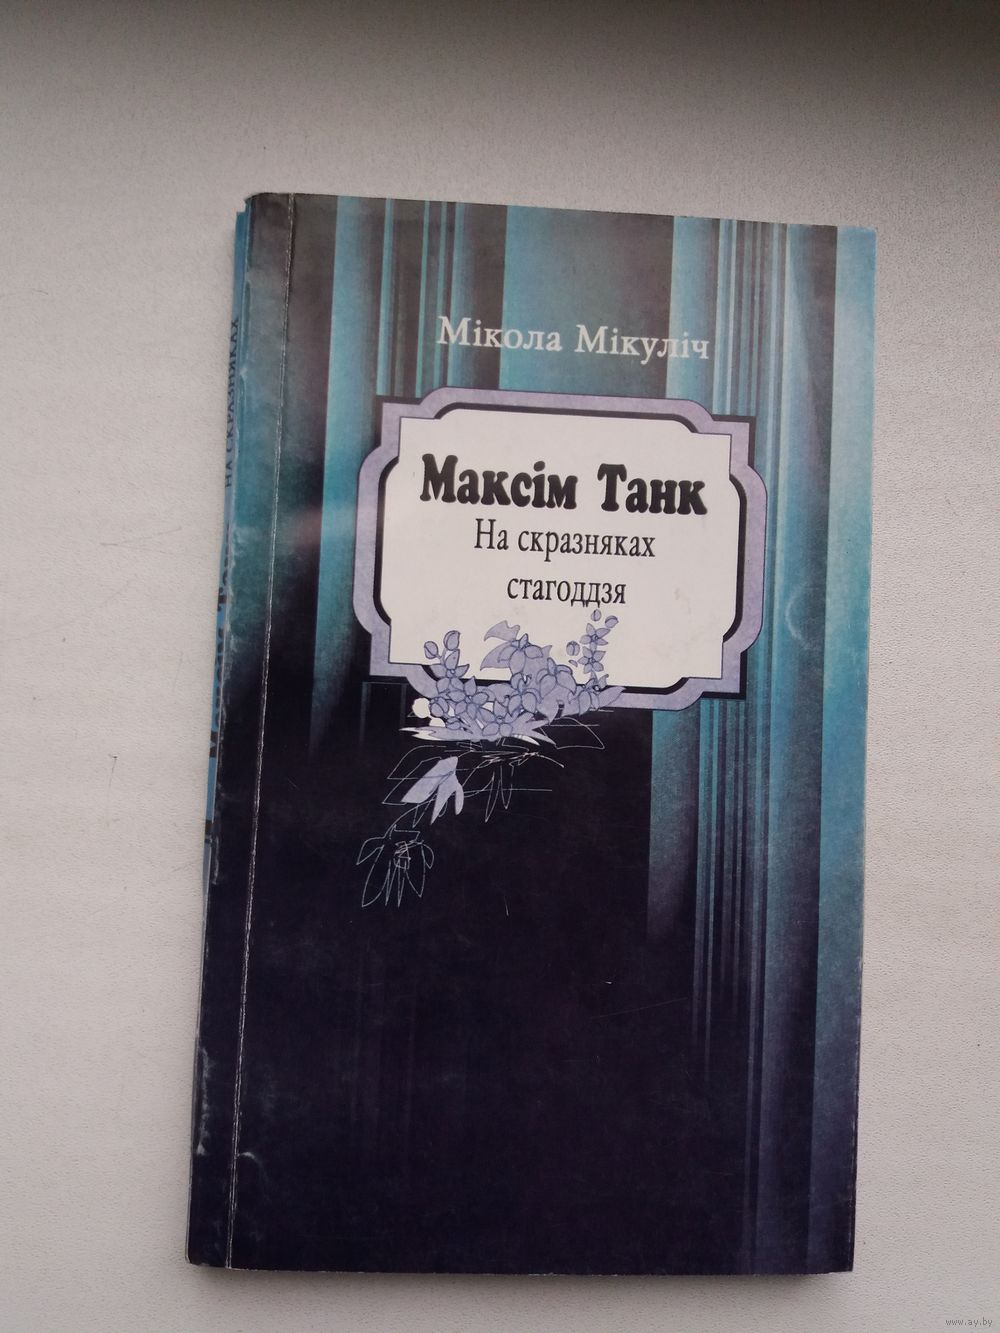 Мікола Мікуліч
Максім Танк
На скразняках
стагоддзя
НА СКРАЗНЯКАХ
www.ay.by